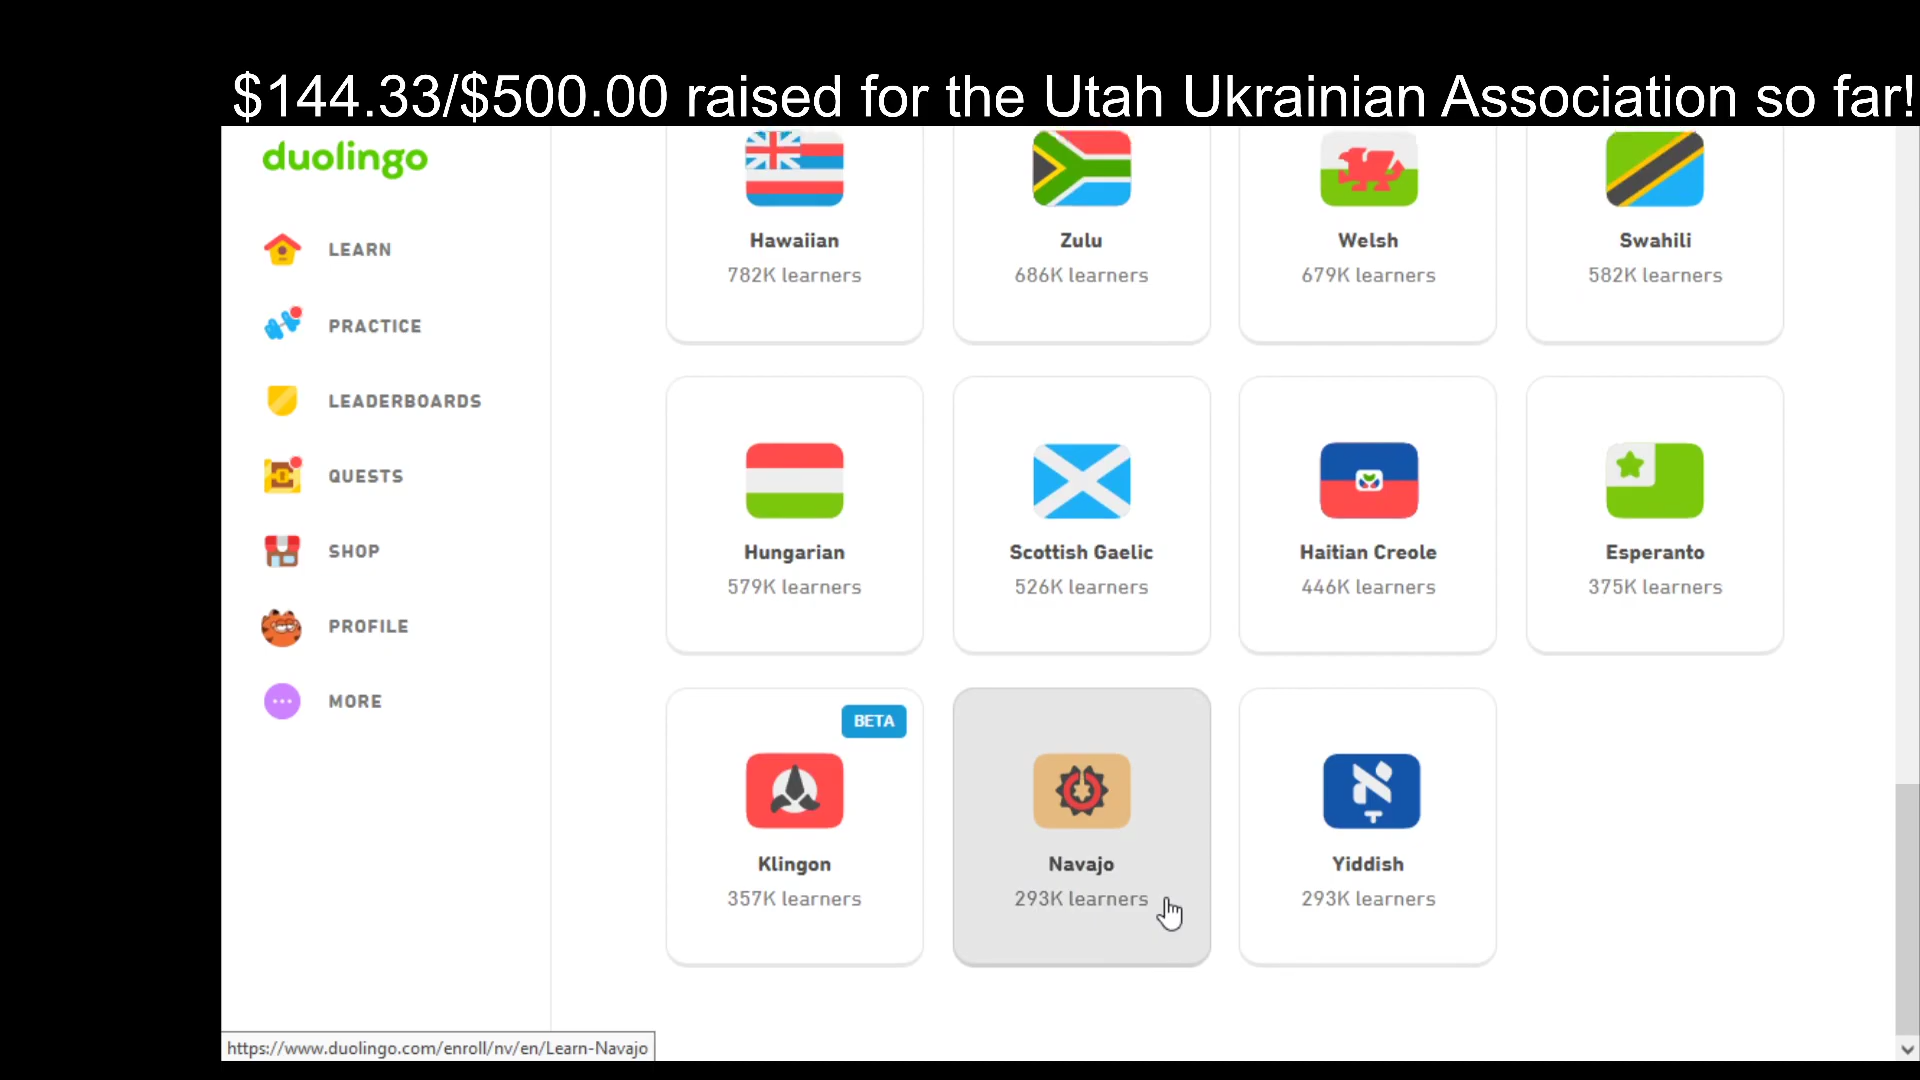 $144.33/$500.00 raised for the Utah Ukrainian Association so far!
duolingo
LEARN
PRACTICE
LEADERBOARDS
QUESTS
SHOP
PROFILE
MORE
Hawaiian
782K learners
Zulu
686K learners
Welsh
679K learners
Swahili
582K learners
Hungarian
579K learners
Scottish Gaelic
526K learners
Haitian Creole
446K learners
Esperanto
375K learners
BETA
Klingon
357K learners
Navajo
293K learners
אָ
Yiddish
293K learners
https://www.duolingo.com/enroll/nv/en/Learn-Navajo